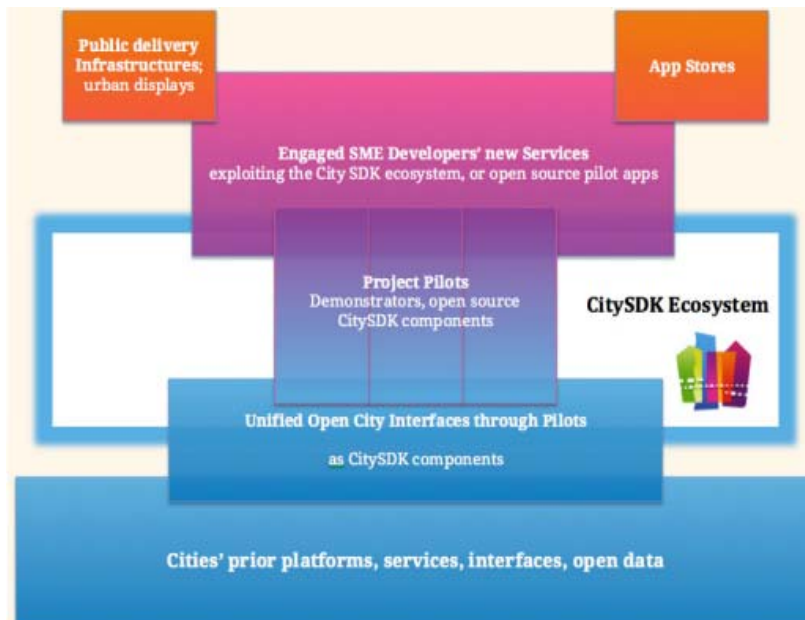 Public delivery
Infrastructures;
urban displays
App Stores
Engaged SME Developers' new Services
exploiting the City SDK ecosystem, or open source pilot apps
Project Pilots
Demonstrators, open source
CitySDK components
CitySDK Ecosystem
Unified Open City Interfaces through Pilots
as CitySDK components
Cities' prior platforms, services, interfaces, open data